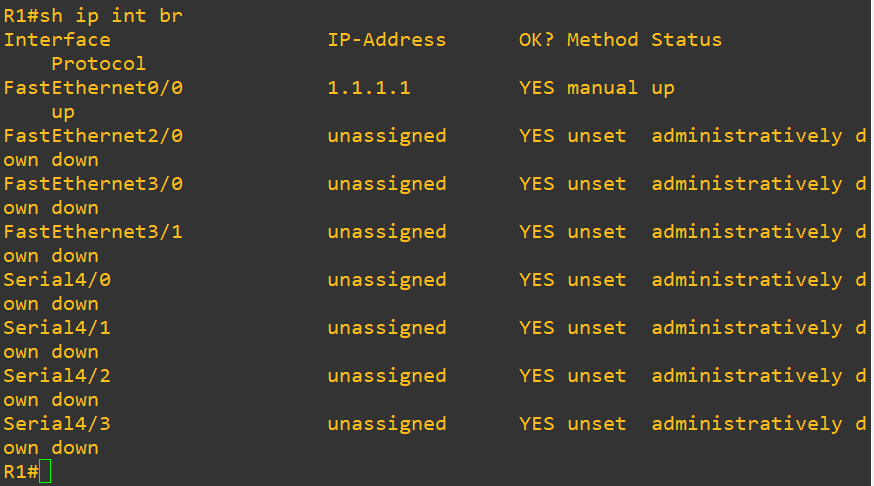 R1#sh ip int br
Interface                  IP-Address      OK? Method Status
    Protocol
FastEthernet0/0            1.1.1.1         YES manual up
    up
FastEthernet2/0            unassigned      YES unset  administratively d
own down
FastEthernet3/0            unassigned      YES unset  administratively d
own down
FastEthernet3/1            unassigned      YES unset  administratively d
own down
Serial4/0                  unassigned      YES unset  administratively d
own down
Serial4/1                  unassigned      YES unset  administratively d
own down
Serial4/2                  unassigned      YES unset  administratively d
own down
Serial4/3                  unassigned      YES unset  administratively d
own down
R1#